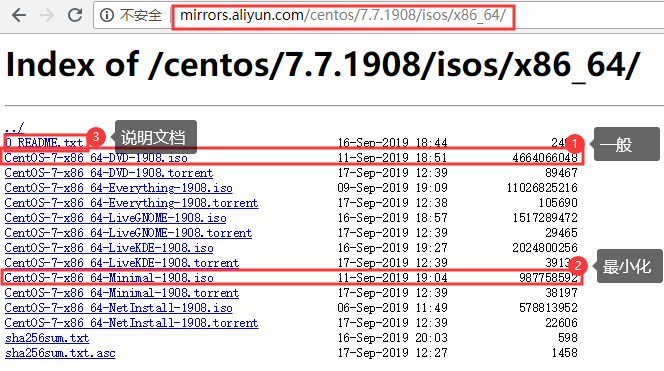 不安全 mirrors.aliyun.com/centos/7.7.1908/isos/x86_64/
Index of /centos/7.7.1908/isos/x86_64/
../
0_README.txt 16-Sep-2019 18:44
3 说明文档
CentOS-7-x86_64-DVD-1908.iso 11-Sep-2019 18:51 4664066048
1 一般
CentOS-7-x86_64-DVD-1908.torrent 17-Sep-2019 12:39 89467
CentOS-7-x86_64-Everything-1908.iso 09-Sep-2019 19:09 11026825216
CentOS-7-x86_64-Everything-1908.torrent 17-Sep-2019 12:38 105690
CentOS-7-x86_64-LiveGNOME-1908.iso 16-Sep-2019 18:57 1517289472
CentOS-7-x86_64-LiveGNOME-1908.torrent 17-Sep-2019 12:39 29465
CentOS-7-x86_64-LiveKDE-1908.iso 16-Sep-2019 19:27 2024800256
CentOS-7-x86_64-LiveKDE-1908.torrent 17-Sep-2019 12:39
CentOS-7-x86_64-Minimal-1908.iso 11-Sep-2019 19:04 987758592
2 最小化
CentOS-7-x86_64-Minimal-1908.torrent 17-Sep-2019 12:39 38197
CentOS-7-x86_64-NetInstall-1908.iso 06-Sep-2019 11:49 578813952
CentOS-7-x86_64-NetInstall-1908.torrent 17-Sep-2019 12:39 22606
sha256sum.txt 16-Sep-2019 20:03 598
sha256sum.txt.asc 17-Sep-2019 12:27 1458